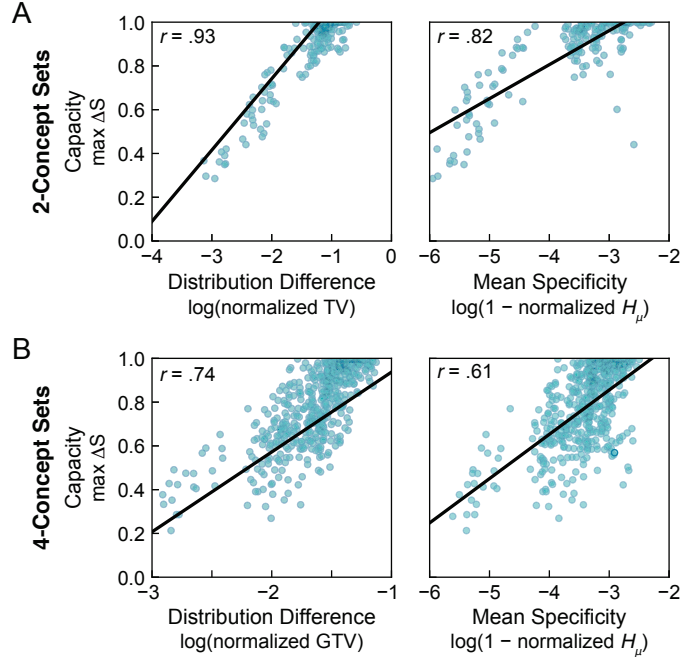 A
2-Concept Sets
Capacity
max ΔS
1.0
0.8
0.6
0.4
0.2
0.0
r = .93
−4
−3
−2
−1
0
Distribution Difference
log(normalized TV)
r = .82
−6
−5
−4
−3
−2
Mean Specificity
log(1 − normalized Hμ)
B
4-Concept Sets
Capacity
max ΔS
1.0
0.8
0.6
0.4
0.2
0.0
r = .74
−3
−2
−1
Distribution Difference
log(normalized GTV)
r = .61
−6
−5
−4
−3
−2
Mean Specificity
log(1 − normalized Hμ)